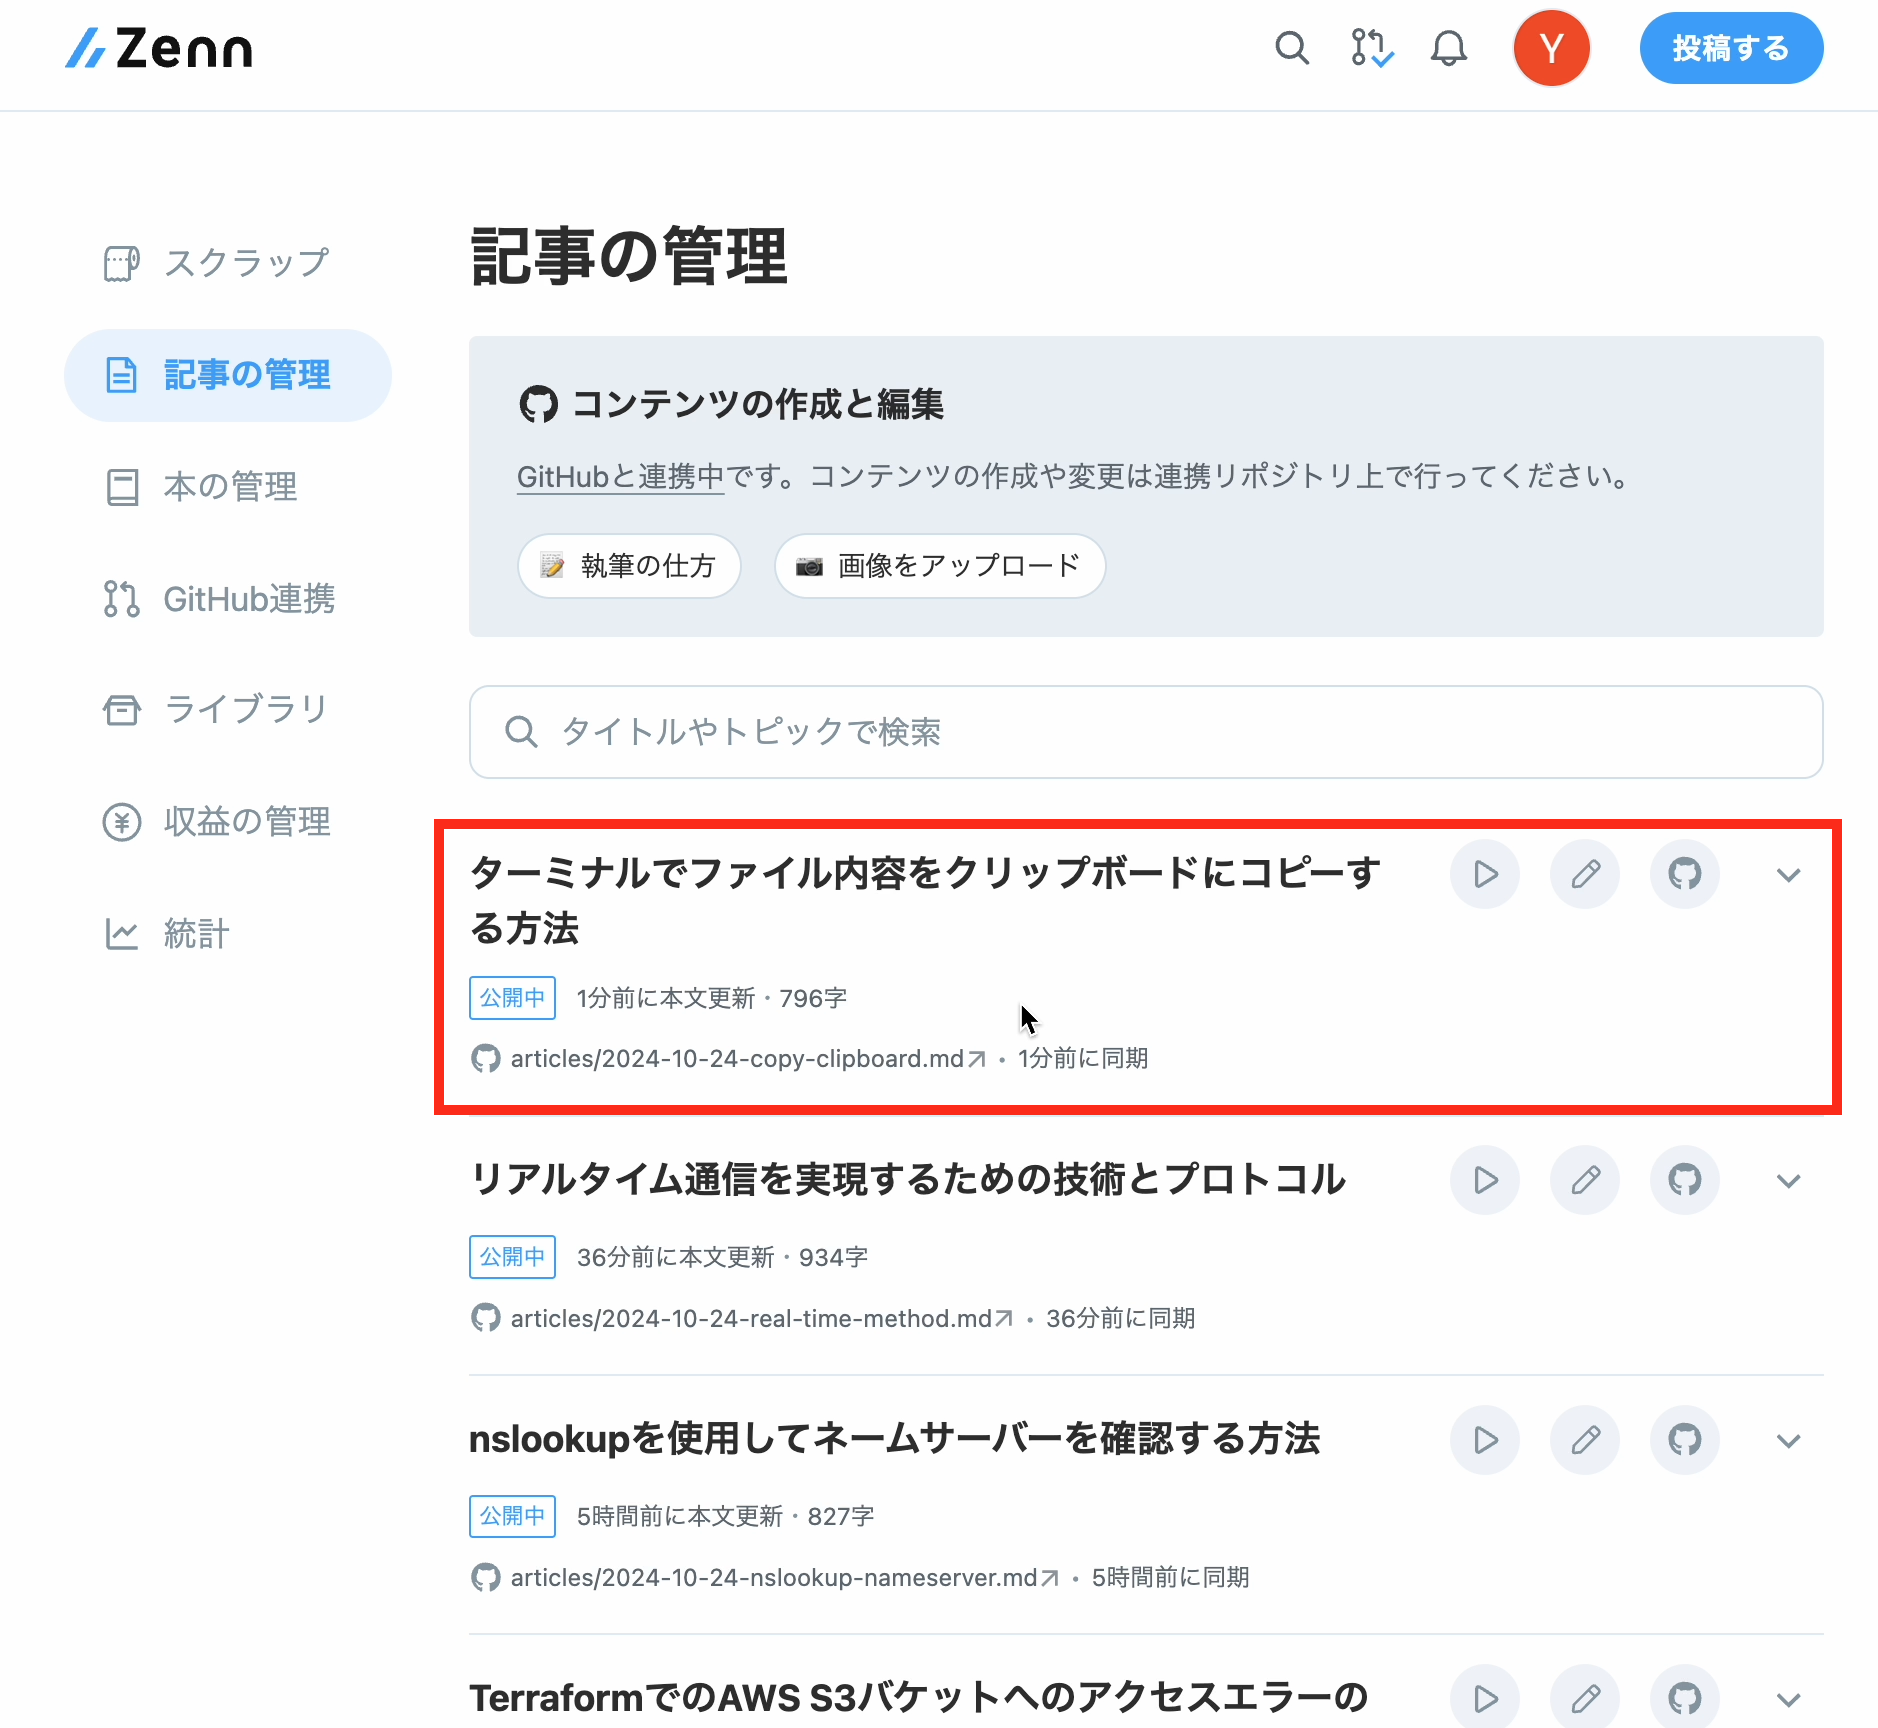 Zenn
Y
投稿する
スクラップ
記事の管理
本の管理
GitHub連携
ライブラリ
収益の管理
統計
記事の管理
コンテンツの作成と編集
GitHubと連携中です。コンテンツの作成や変更は連携リポジトリ上で行ってください。
執筆の仕方
画像をアップロード
タイトルやトピックで検索
ターミナルでファイル内容をクリップボードにコピーす
る方法
公開中 1分前に本文更新・796字
articles/2024-10-24-copy-clipboard.md • 1分前に同期
リアルタイム通信を実現するための技術とプロトコル
公開中 36分前に本文更新・934字
articles/2024-10-24-real-time-method.md • 36分前に同期
nslookupを使用してネームサーバーを確認する方法
公開中 5時間前に本文更新・827字
articles/2024-10-24-nslookup-nameserver.md • 5時間前に同期
TerraformでのAWS S3バケットへのアクセスエラーの